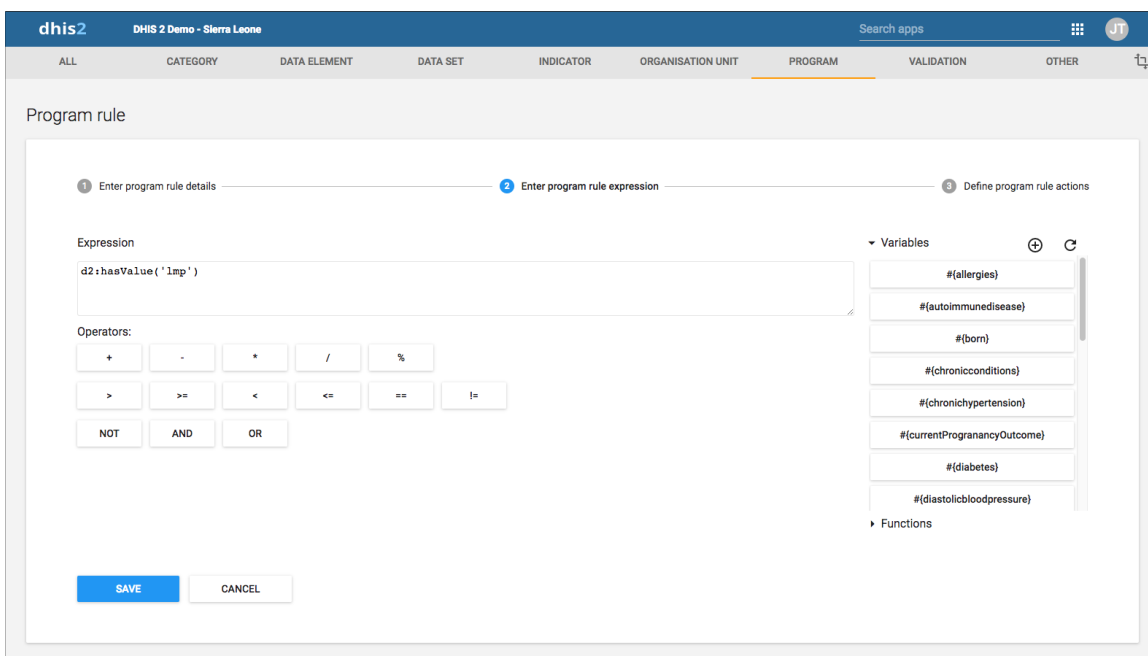 dhis2 DHIS 2 Demo - Sierra Leone Search apps JT
ALL CATEGORY DATA ELEMENT DATA SET INDICATOR ORGANISATION UNIT PROGRAM VALIDATION OTHER
Program rule
1 Enter program rule details 2 Enter program rule expression 3 Define program rule actions
Expression
d2:hasValue('lmp')
Operators:
+ - * / %
> >= < <= == !=
NOT AND OR
Variables
#{allergies}
#{autoimmunedisease}
#{born}
#{chronicconditions}
#{chronichypertension}
#{currentProgranancyOutcome}
#{diabetes}
#{diastolicbloodpressure}
Functions
SAVE CANCEL